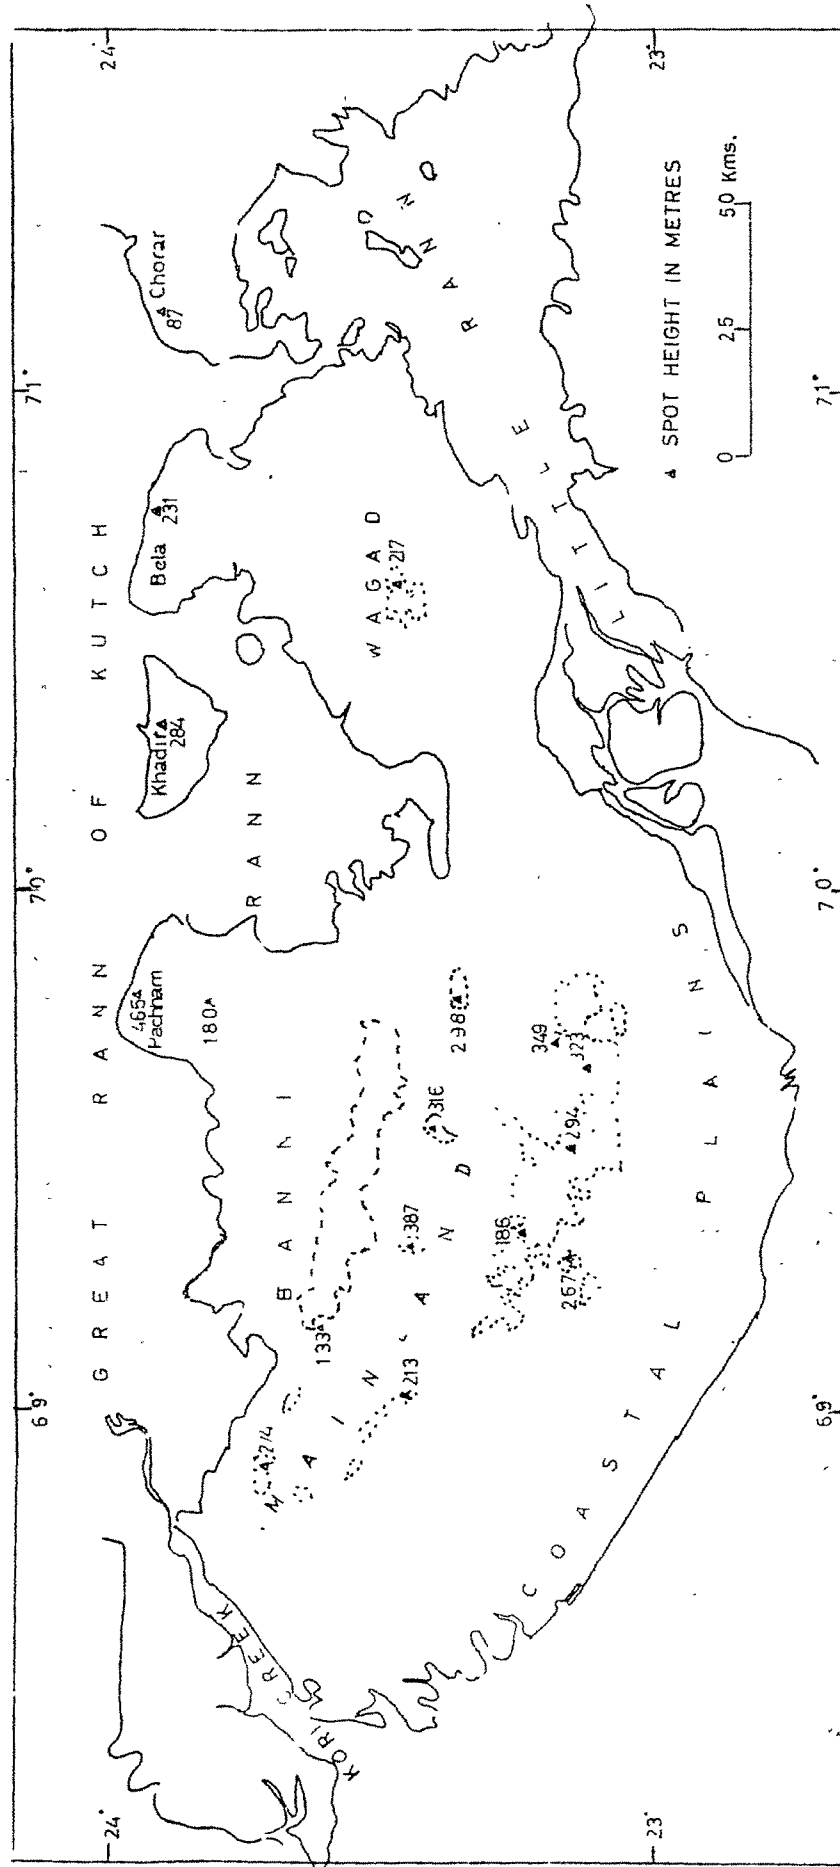 69°
70°
71°
24°
24°
GREAT RANN OF KUTCH
465
Pachham
180
Khadir
284
Bela
231
Chorar
87
RANN
KORI CREEK
BANNI
133
214
MAINLAND
213
387
316
298
WAGAD
217
186
267
294
349
323
LITTLE RANN
COASTAL PLAINS
23°
23°
SPOT HEIGHT IN METRES
0 25 50 Kms.
69°
70°
71°